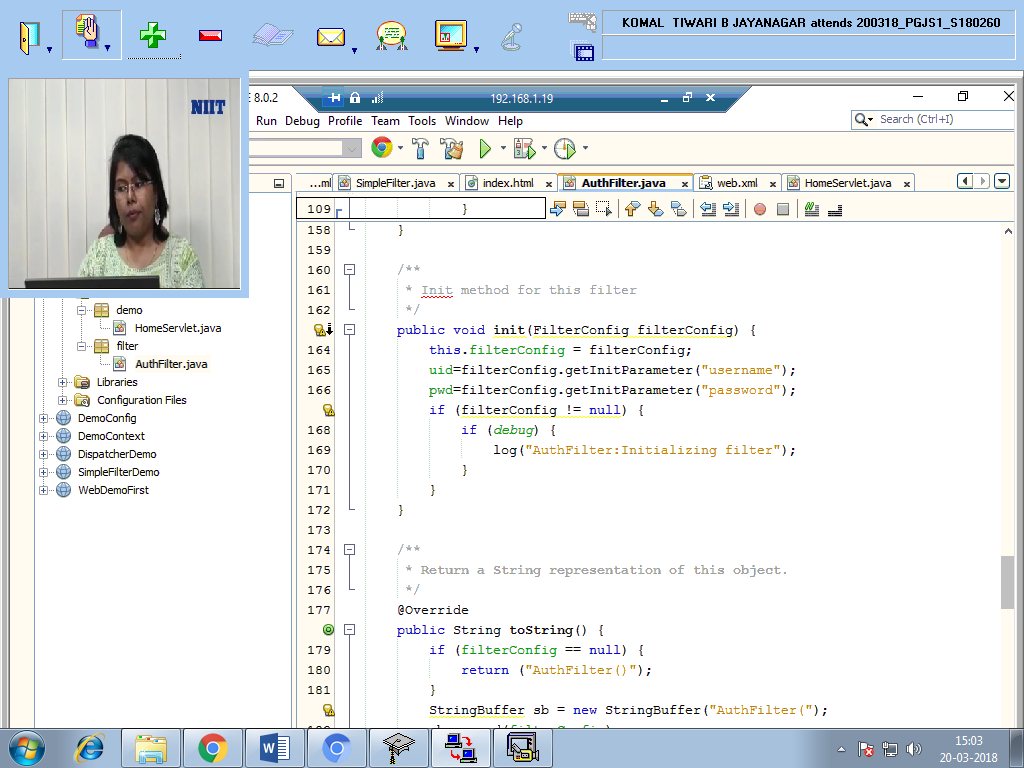 KOMAL TIWARI B JAYANAGAR attends 200318_PGJS1_S180260
NIIT
E 8.0.2
192.168.1.19
Run Debug Profile Team Tools Window Help
Search (Ctrl+I)
...ml SimpleFilter.java index.html AuthFilter.java web.xml HomeServlet.java
109 }
158 }
159
160 /**
161 * Init method for this filter
162 */
public void init(FilterConfig filterConfig) {
164 this.filterConfig = filterConfig;
165 uid=filterConfig.getInitParameter("username");
166 pwd=filterConfig.getInitParameter("password");
if (filterConfig != null) {
168 if (debug) {
169 log("AuthFilter:Initializing filter");
170 }
171 }
172 }
173
174 /**
175 * Return a String representation of this object.
176 */
177 @Override
public String toString() {
179 if (filterConfig == null) {
180 return ("AuthFilter()");
181 }
StringBuffer sb = new StringBuffer("AuthFilter(");
demo
HomeServlet.java
filter
AuthFilter.java
Libraries
Configuration Files
DemoConfig
DemoContext
DispatcherDemo
SimpleFilterDemo
WebDemoFirst
15:03
20-03-2018